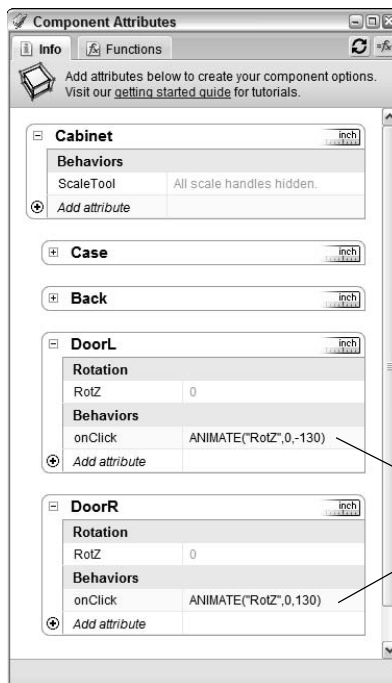 Component Attributes
Info
Functions
Add attributes below to create your component options.
Visit our getting started guide for tutorials.
Cabinet inch
Behaviors
ScaleTool All scale handles hidden.
Add attribute
Case inch
Back inch
DoorL inch
Rotation
RotZ 0
Behaviors
onClick ANIMATE("RotZ",0,-130)
Add attribute
DoorR inch
Rotation
RotZ 0
Behaviors
onClick ANIMATE("RotZ",0,130)
Add attribute